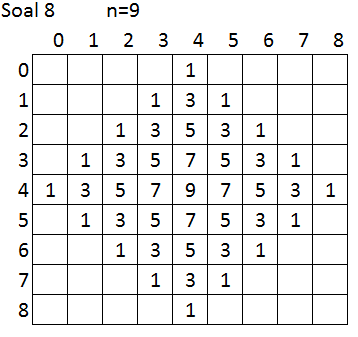 Soal 8 n=9
0 1 2 3 4 5 6 7 8
0 1
1 1 3 1
2 1 3 5 3 1
3 1 3 5 7 5 3 1
4 1 3 5 7 9 7 5 3 1
5 1 3 5 7 5 3 1
6 1 3 5 3 1
7 1 3 1
8 1